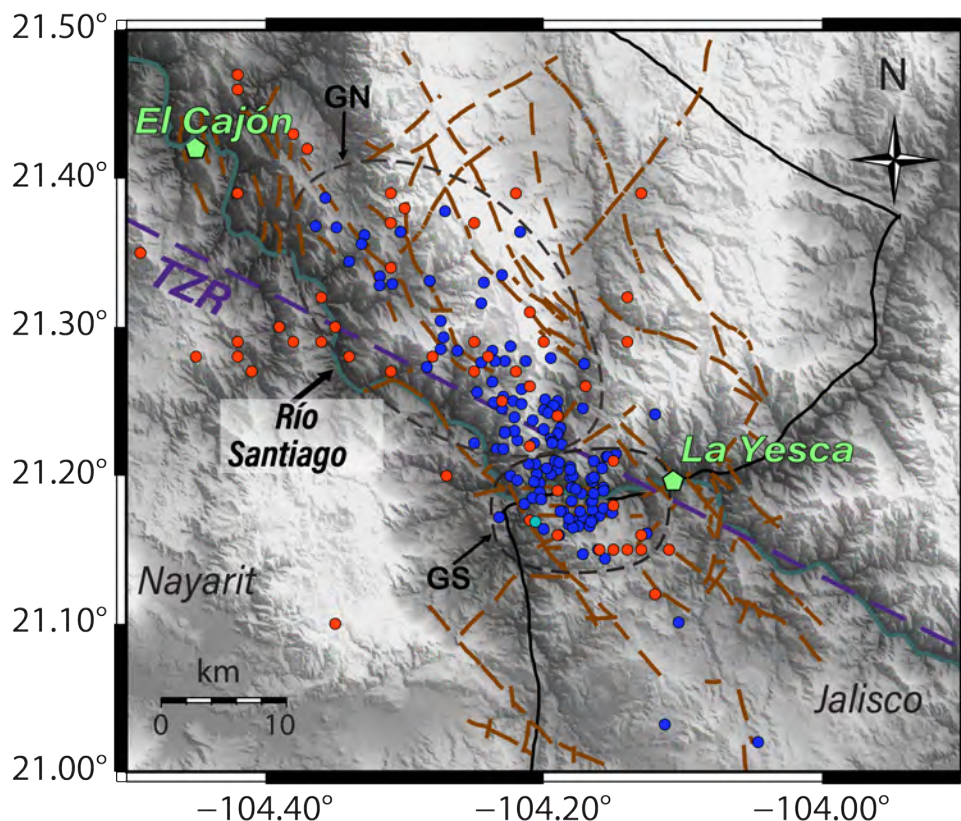 21.50°
21.40°
21.30°
21.20°
21.10°
21.00°
GN
N
El Cajón
TZR
Río
Santiago
La Yesca
GS
Nayarit
Jalisco
km
0
10
−104.40°
−104.20°
−104.00°